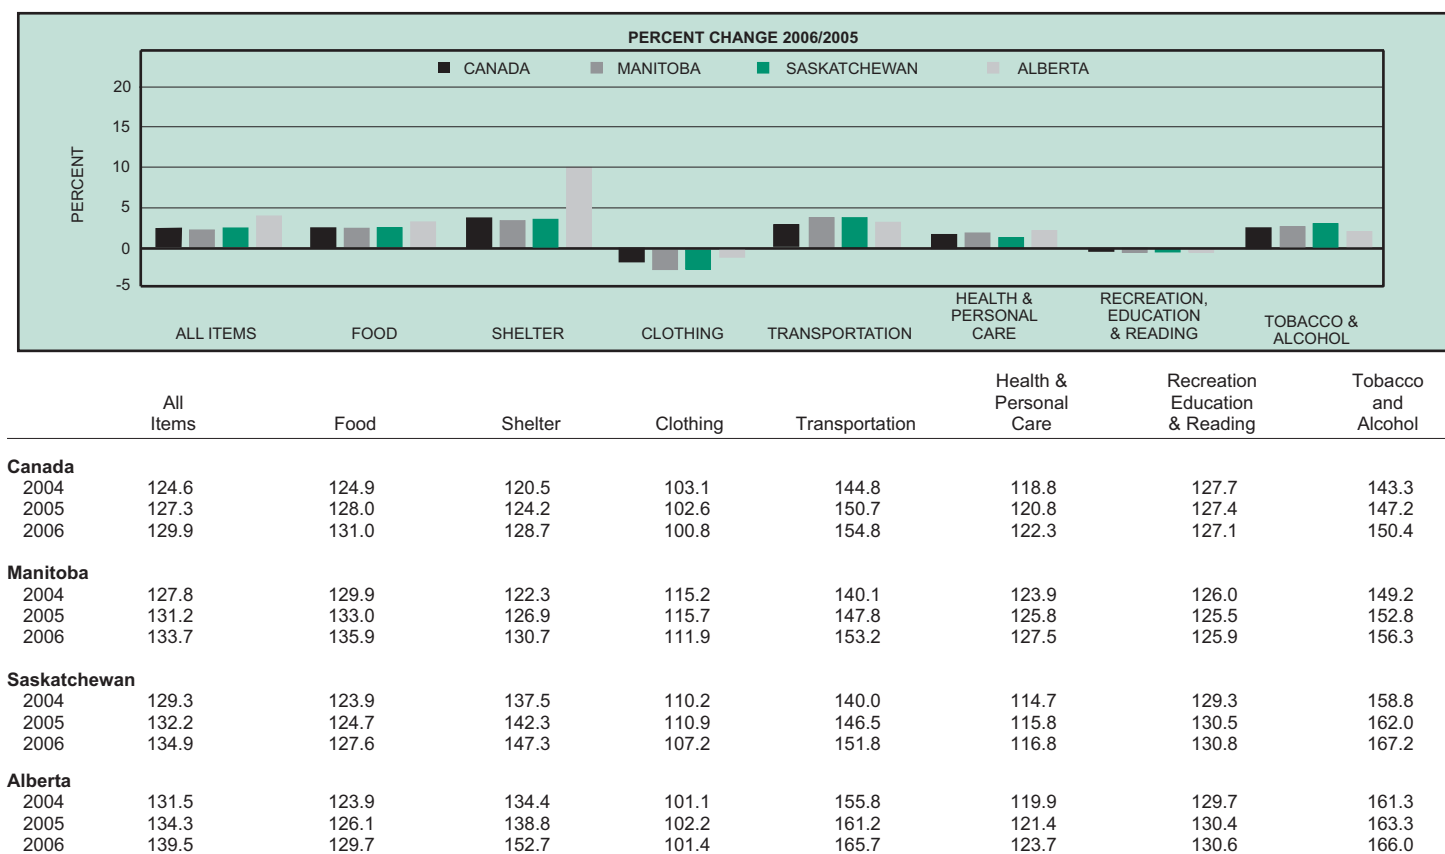 PERCENT CHANGE 2006/2005
CANADA MANITOBA SASKATCHEWAN ALBERTA
PERCENT
20
15
10
5
0
-5
ALL ITEMS FOOD SHELTER CLOTHING TRANSPORTATION HEALTH & PERSONAL CARE RECREATION, EDUCATION & READING TOBACCO & ALCOHOL
All Items Food Shelter Clothing Transportation Health & Personal Care Recreation Education & Reading Tobacco and Alcohol
Canada
2004 124.6 124.9 120.5 103.1 144.8 118.8 127.7 143.3
2005 127.3 128.0 124.2 102.6 150.7 120.8 127.4 147.2
2006 129.9 131.0 128.7 100.8 154.8 122.3 127.1 150.4
Manitoba
2004 127.8 129.9 122.3 115.2 140.1 123.9 126.0 149.2
2005 131.2 133.0 126.9 115.7 147.8 125.8 125.5 152.8
2006 133.7 135.9 130.7 111.9 153.2 127.5 125.9 156.3
Saskatchewan
2004 129.3 123.9 137.5 110.2 140.0 114.7 129.3 158.8
2005 132.2 124.7 142.3 110.9 146.5 115.8 130.5 162.0
2006 134.9 127.6 147.3 107.2 151.8 116.8 130.8 167.2
Alberta
2004 131.5 123.9 134.4 101.1 155.8 119.9 129.7 161.3
2005 134.3 126.1 138.8 102.2 161.2 121.4 130.4 163.3
2006 139.5 129.7 152.7 101.4 165.7 123.7 130.6 166.0